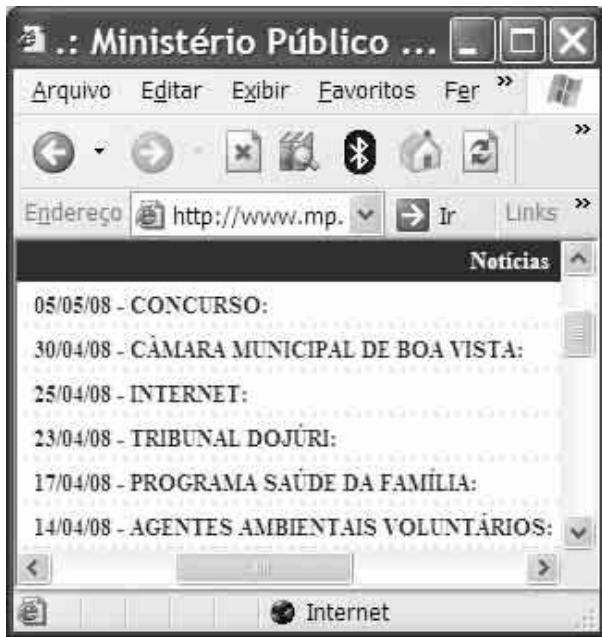 .: Ministério Público ...
Arquivo Editar Exibir Favoritos Fer »
»
Endereço http://www.mp. Ir Links »
Notícias
05/05/08 - CONCURSO:
30/04/08 - CÂMARA MUNICIPAL DE BOA VISTA:
25/04/08 - INTERNET:
23/04/08 - TRIBUNAL DOJÚRI:
17/04/08 - PROGRAMA SAÚDE DA FAMÍLIA:
14/04/08 - AGENTES AMBIENTAIS VOLUNTÁRIOS:
Internet